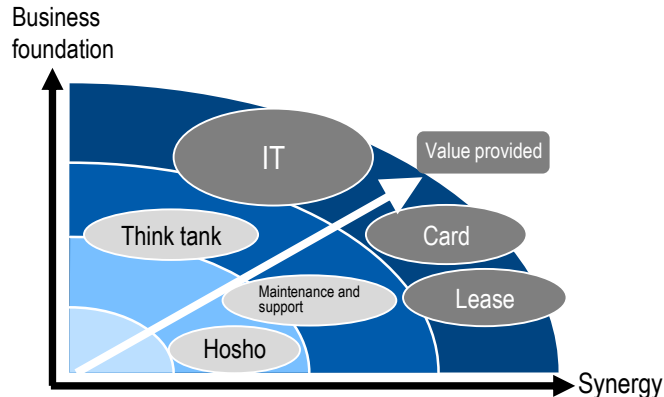 Business
foundation
IT
Value provided
Think tank
Card
Maintenance and
support
Lease
Hosho
Synergy